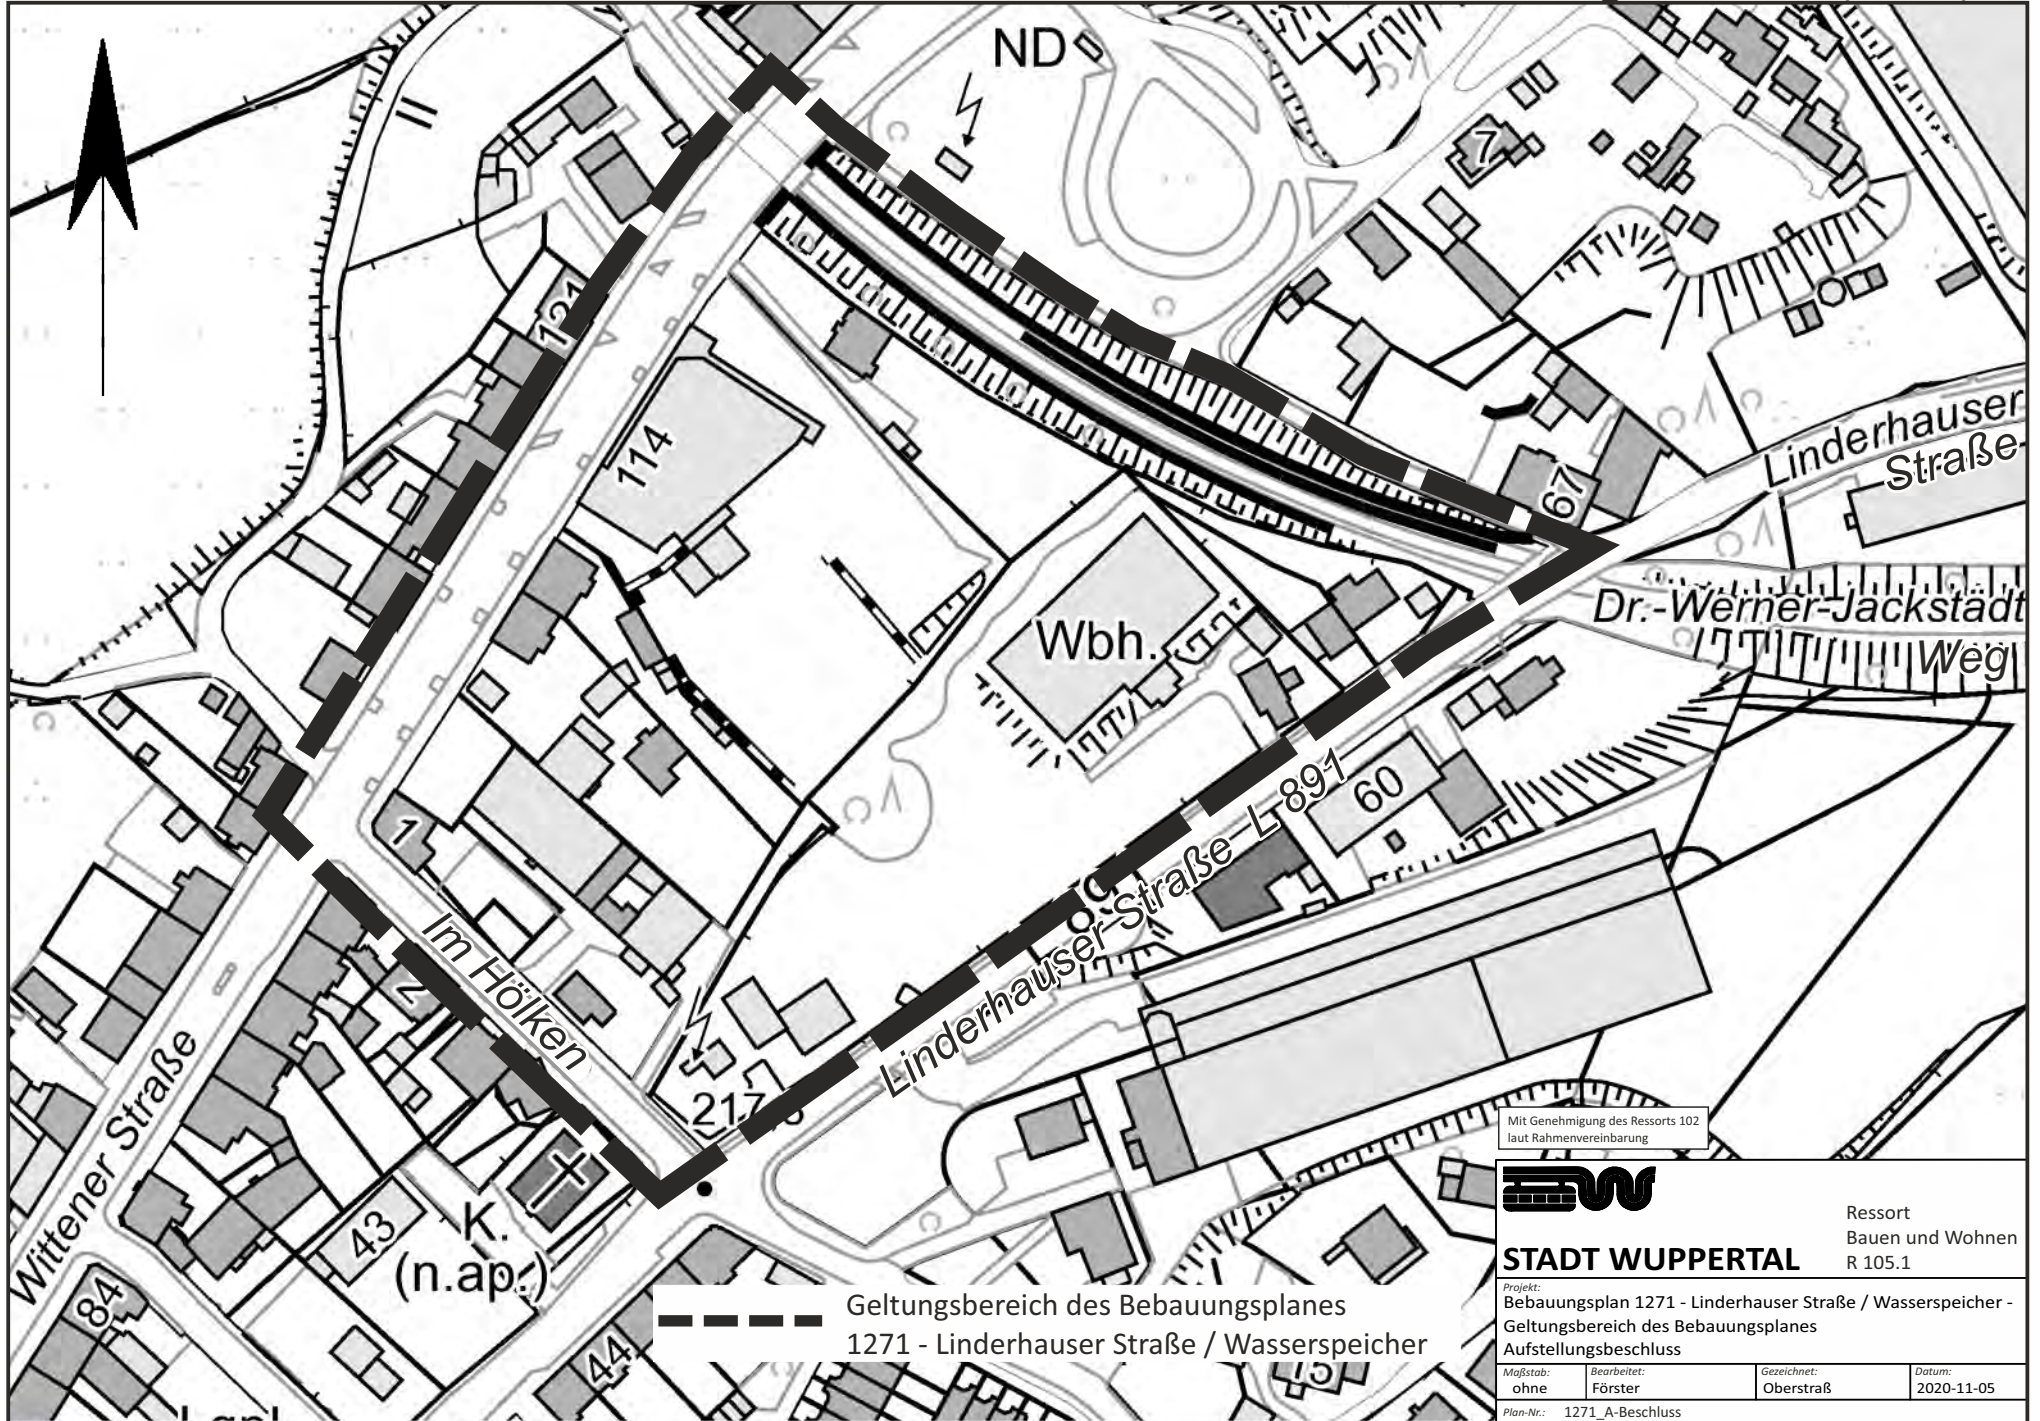 ND
7
121
114
67
Linderhauser
Straße
Dr.-Werner-Jackstädt
Weg
Wbh.
1
60
Linderhauser Straße L 891
Im Hölken
2
Wittener Straße
43
K.
(n.ap.)
84
44
15
Mit Genehmigung des Ressorts 102
laut Rahmenvereinbarung
STADT WUPPERTAL
Ressort
Bauen und Wohnen
R 105.1
Projekt:
Bebauungsplan 1271 - Linderhauser Straße / Wasserspeicher -
Geltungsbereich des Bebauungsplanes
Aufstellungsbeschluss
Maßstab:
ohne
Bearbeitet:
Förster
Gezeichnet:
Oberstraß
Datum:
2020-11-05
Plan-Nr.: 1271_A-Beschluss
Geltungsbereich des Bebauungsplanes
1271 - Linderhauser Straße / Wasserspeicher